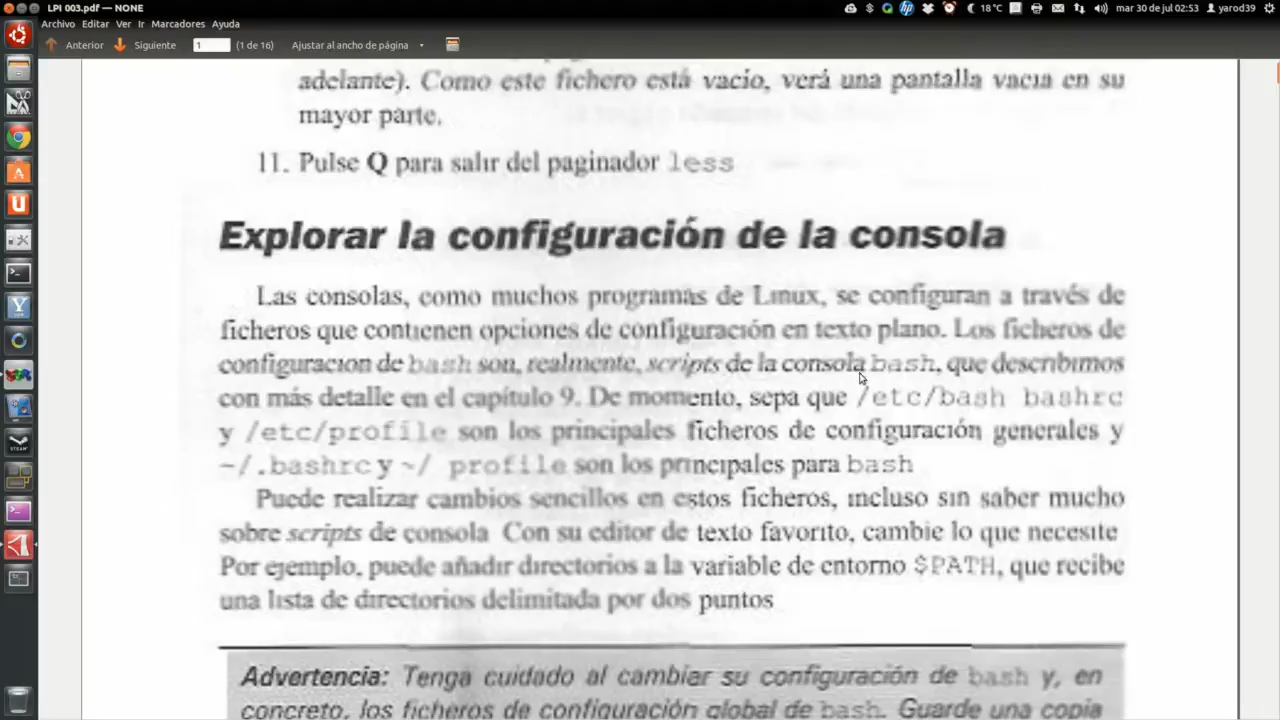 LPI 003.pdf — NONE
18 °C
mar 30 de jul 02:53
yarod39
Archivo Editar Ver Ir Marcadores Ayuda
Anterior Siguiente 1 (1 de 16) Ajustar al ancho de página
adelante). Como este fichero está vacío, verá una pantalla vacía en su
mayor parte.
11. Pulse Q para salir del paginador less
Explorar la configuración de la consola
Las consolas, como muchos programas de Linux, se configuran a través de
ficheros que contienen opciones de configuración en texto plano. Los ficheros de
configuracion de bash son, realmente, scripts de la consola bash, que describimos
con más detalle en el capítulo 9. De momento, sepa que /etc/bash bashrc
y /etc/profile son los principales ficheros de configuración generales y
~/.bashrc y ~/ profile son los principales para bash
Puede realizar cambios sencillos en estos ficheros, incluso sin saber mucho
sobre scripts de consola Con su editor de texto favorito, cambie lo que necesite
Por ejemplo, puede añadir directorios a la variable de entorno $PATH, que recibe
una lista de directorios delimitada por dos puntos
Advertencia: Tenga cuidado al cambiar su configuración de bash y, en
concreto, los ficheros de configuración global de bash. Guarde una copia